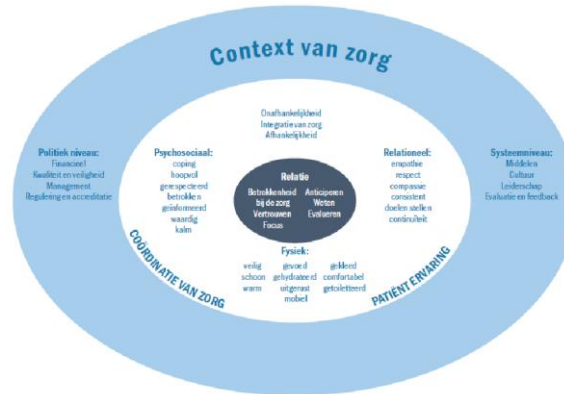 Context van zorg
Onafhankelijkheid
Integratie van zorg
Afhankelijkheid
Politiek niveau:
Financieel
Kwaliteit en veiligheid
Management
Regulering en accreditatie
Psychosociaal:
coping
hoopvol
gerespecteerd
betrokken
geïnformeerd
waardig
kalm
Relatie
Betrokkenheid
bij de zorg
Vertrouwen
Focus
Anticiperen
Weten
Evalueren
Relationeel:
empathie
respect
compassie
consistent
doelen stellen
continuïteit
Systeemniveau:
Middelen
Cultuur
Leiderschap
Evaluatie en feedback
Fysiek:
veilig
schoon
warm
gevoed
gehydrateerd
uitgerust
mobiel
gekleed
comfortabel
getoiletteerd
COÖRDINATIE VAN ZORG
PATIËNT ERVARING